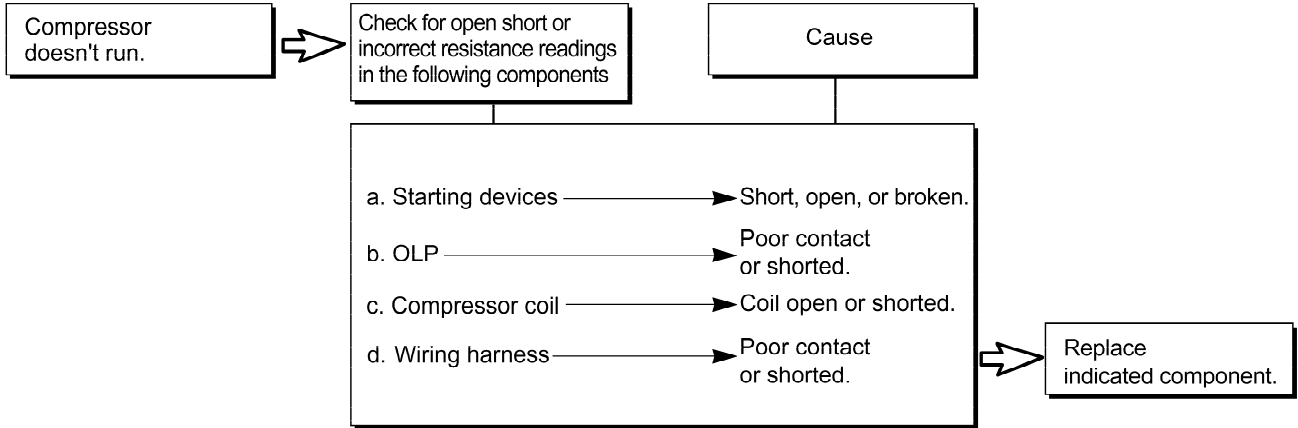 Compressor
doesn't run.
Check for open short or
incorrect resistance readings
in the following components
Cause
a. Starting devices
Short, open, or broken.
b. OLP
Poor contact
or shorted.
c. Compressor coil
Coil open or shorted.
d. Wiring harness
Poor contact
or shorted.
Replace
indicated component.